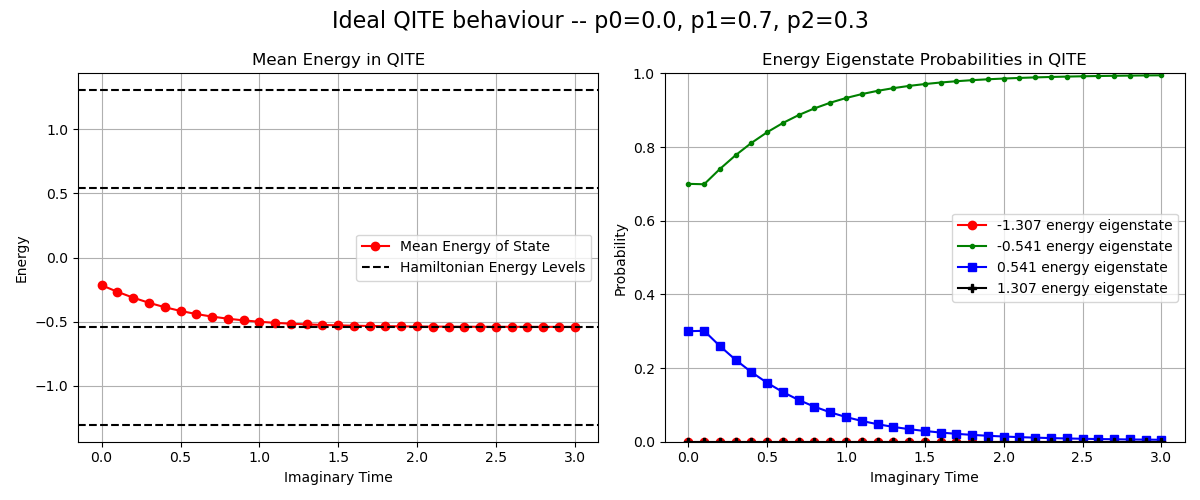 Ideal QITE behaviour -- p0=0.0, p1=0.7, p2=0.3
Mean Energy in QITE
Energy
1.0
0.5
0.0
−0.5
−1.0
Mean Energy of State
Hamiltonian Energy Levels
0.0 0.5 1.0 1.5 2.0 2.5 3.0
Imaginary Time
Energy Eigenstate Probabilities in QITE
Probability
1.0
0.8
0.6
0.4
0.2
0.0
-1.307 energy eigenstate
-0.541 energy eigenstate
0.541 energy eigenstate
1.307 energy eigenstate
0.0 0.5 1.0 1.5 2.0 2.5 3.0
Imaginary Time